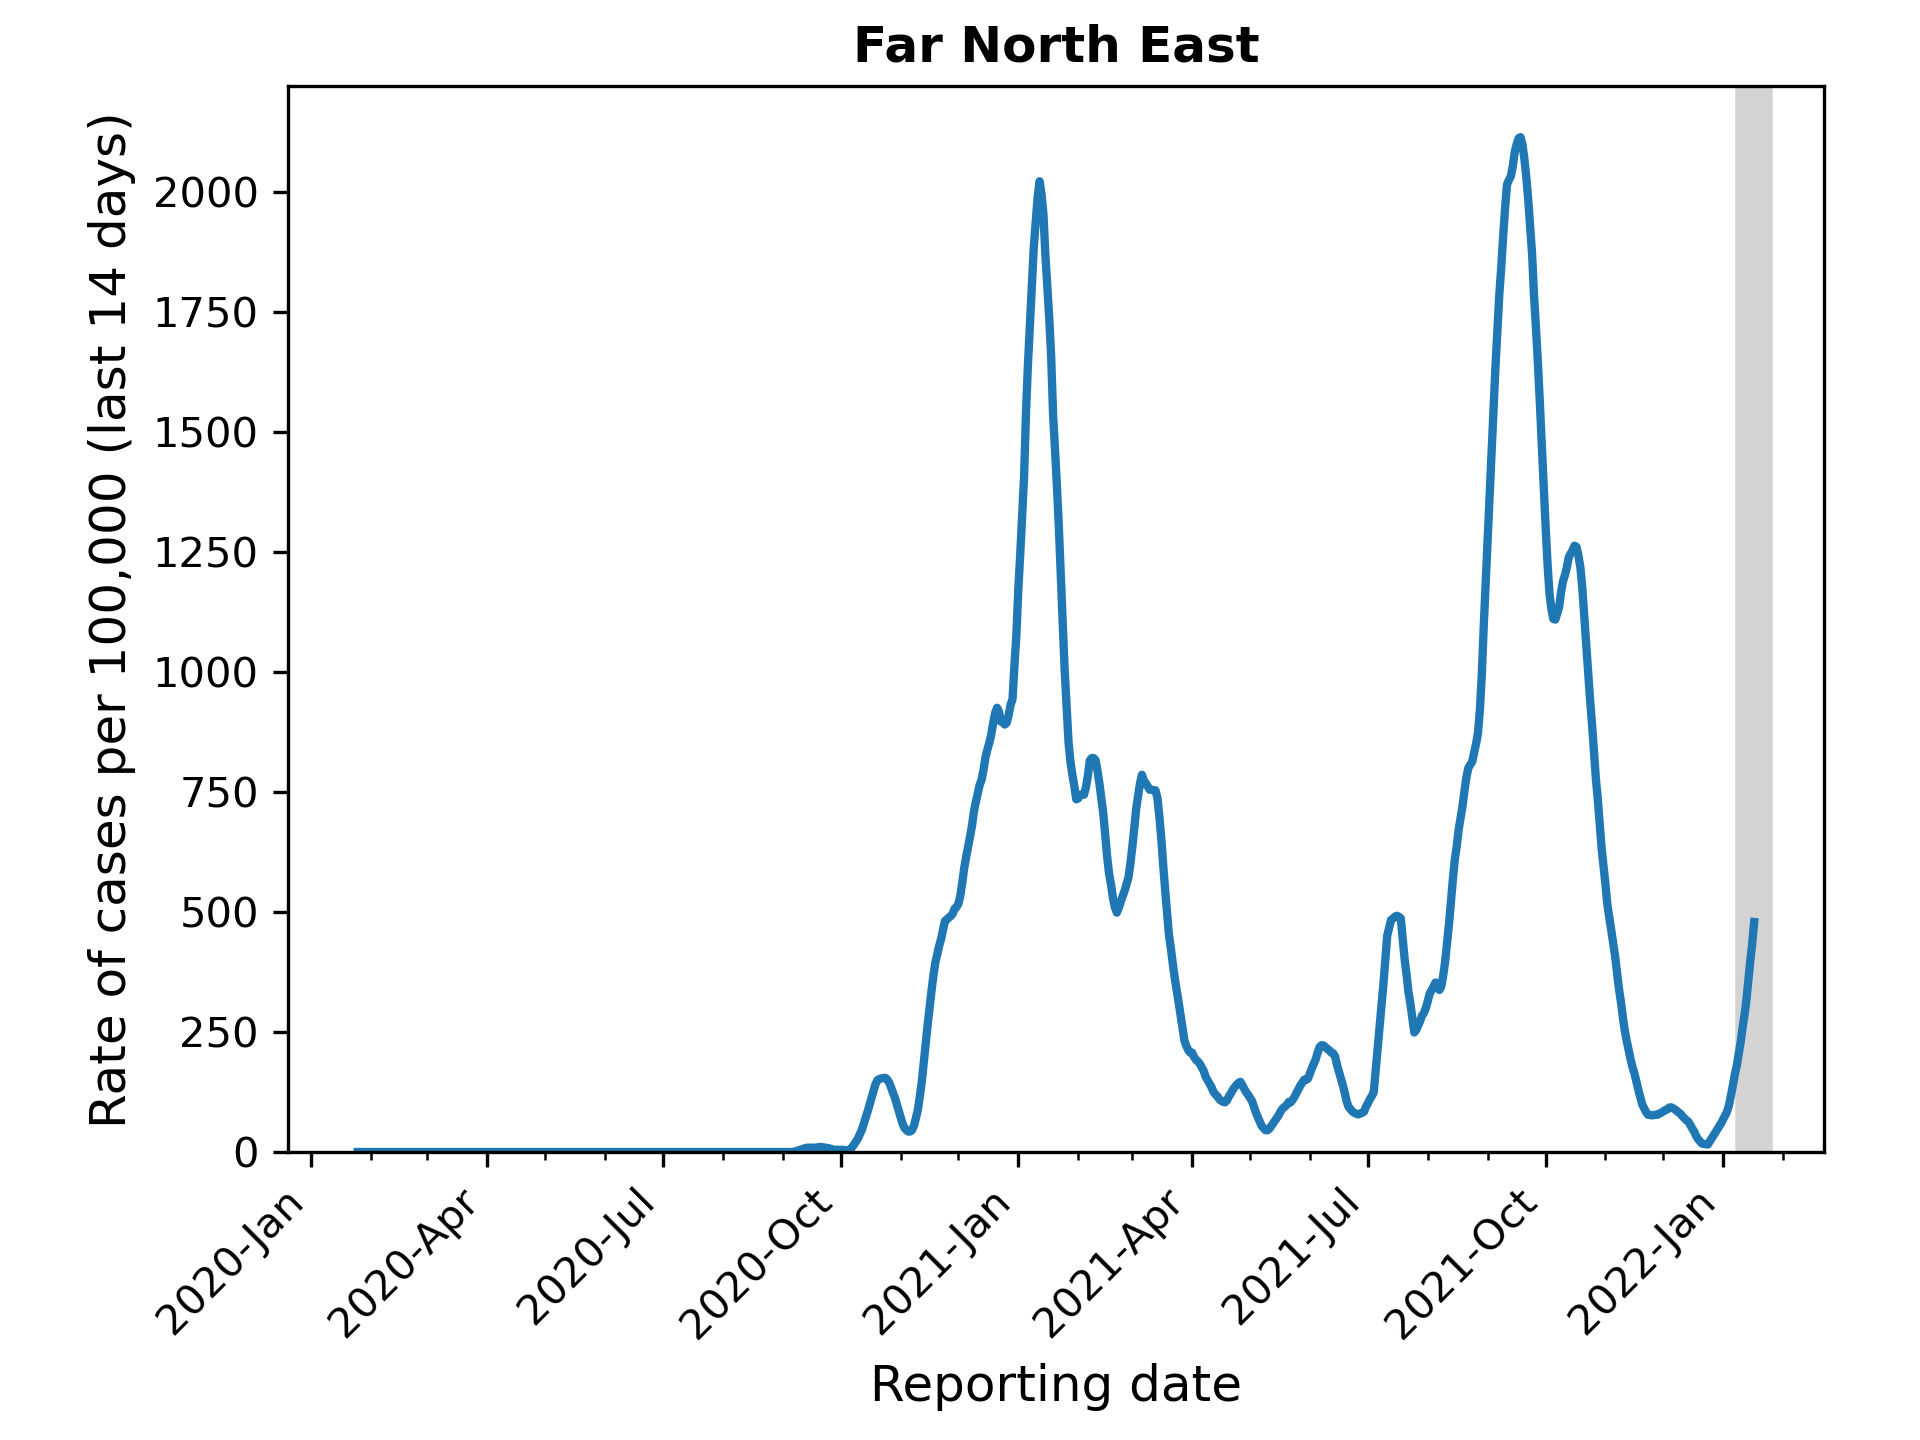 Far North East
Rate of cases per 100,000 (last 14 days)
2000
1750
1500
1250
1000
750
500
250
0
2020-Jan
2020-Apr
2020-Jul
2020-Oct
2021-Jan
2021-Apr
2021-Jul
2021-Oct
2022-Jan
Reporting date